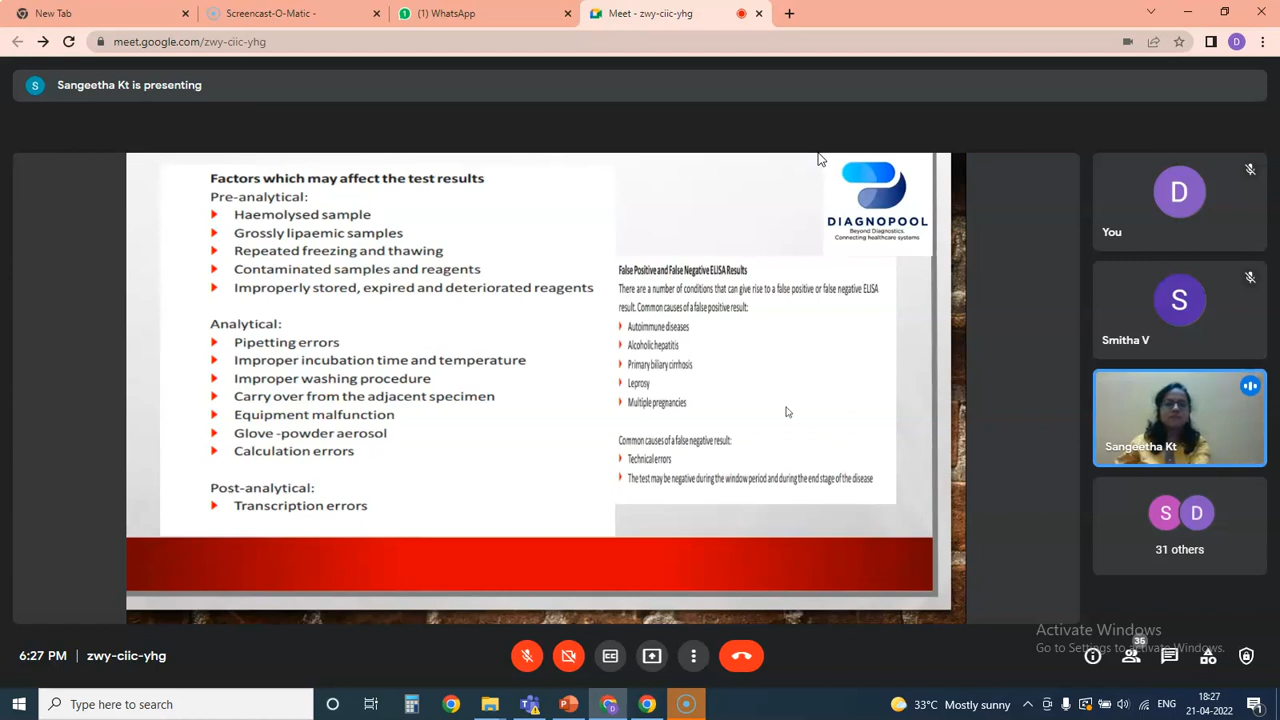 New Tab
Screencast-O-Matic
(1) WhatsApp
Meet - zwy-ciic-yhg
meet.google.com/zwy-ciic-yhg
D
S
Sangeetha Kt is presenting
Factors which may affect the test results
Pre-analytical:
Haemolysed sample
Grossly lipaemic samples
Repeated freezing and thawing
Contaminated samples and reagents
Improperly stored, expired and deteriorated reagents
Analytical:
Pipetting errors
Improper incubation time and temperature
Improper washing procedure
Carry over from the adjacent specimen
Equipment malfunction
Glove -powder aerosol
Calculation errors
Post-analytical:
Transcription errors
DIAGNOPOOL
Beyond Diagnostics.
Connecting healthcare systems
False Positive and False Negative ELISA Results
There are a number of conditions that can give rise to a false positive or false negative ELISA
result. Common causes of a false positive result:
Autoimmune diseases
Alcoholic hepatitis
Primary biliary cirrhosis
Leprosy
Multiple pregnancies
Common causes of a false negative result:
Technical errors
The test may be negative during the window period and during the end stage of the disease
D
You
S
Smitha V
Sangeetha Kt
S D
31 others
Activate Windows
Go to Settings to activate Windows.
6:27 PM
zwy-ciic-yhg
35
Type here to search
33°C Mostly sunny
ENG
18:27
21-04-2022